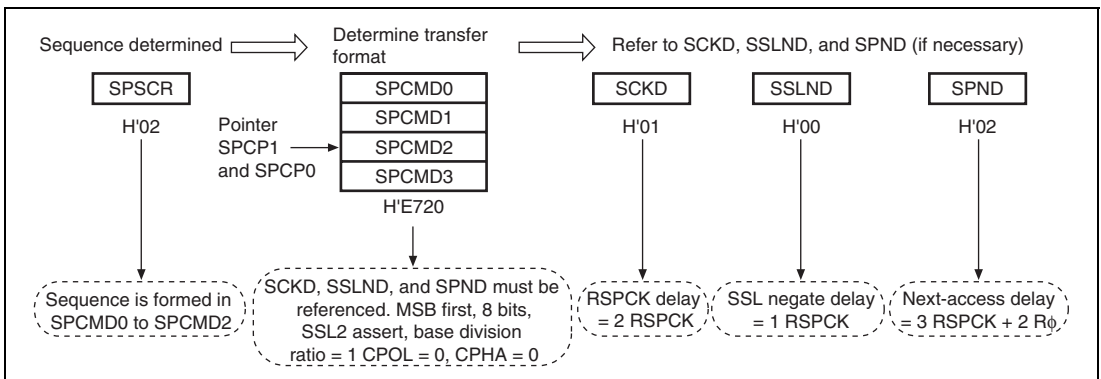 Sequence determined
Determine transfer
format
Refer to SCKD, SSLND, and SPND (if necessary)
SPSCR
H'02
Pointer
SPCP1
and SPCP0
SPCMD0
SPCMD1
SPCMD2
SPCMD3
H'E720
SCKD
H'01
SSLND
H'00
SPND
H'02
Sequence is formed in
SPCMD0 to SPCMD2
SCKD, SSLND, and SPND must be
referenced. MSB first, 8 bits,
SSL2 assert, base division
ratio = 1 CPOL = 0, CPHA = 0
RSPCK delay
= 2 RSPCK
SSL negate delay
= 1 RSPCK
Next-access delay
= 3 RSPCK + 2 Rϕ